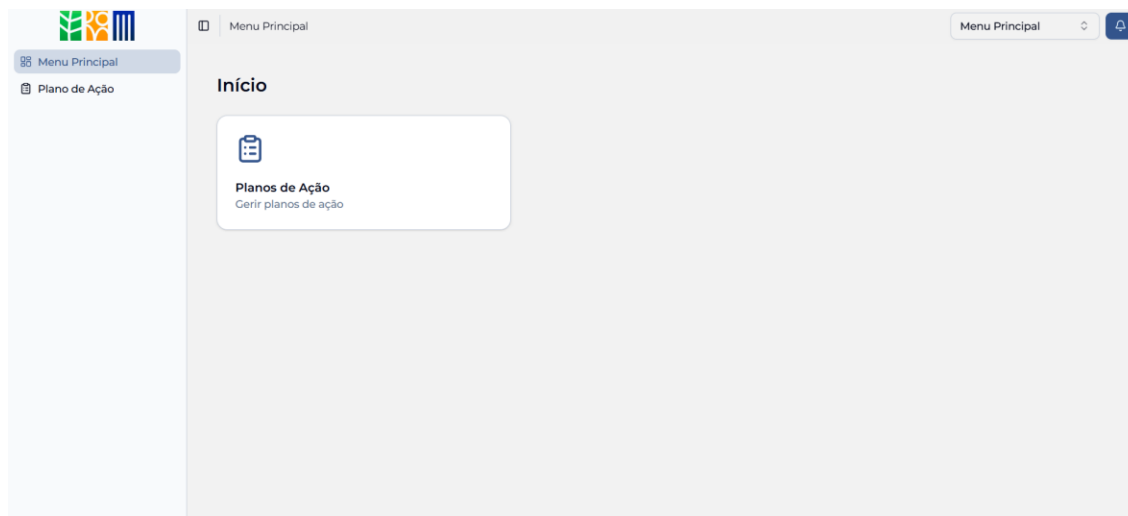 Menu Principal
Menu Principal
Menu Principal
Plano de Ação
Início
Planos de Ação
Gerir planos de ação